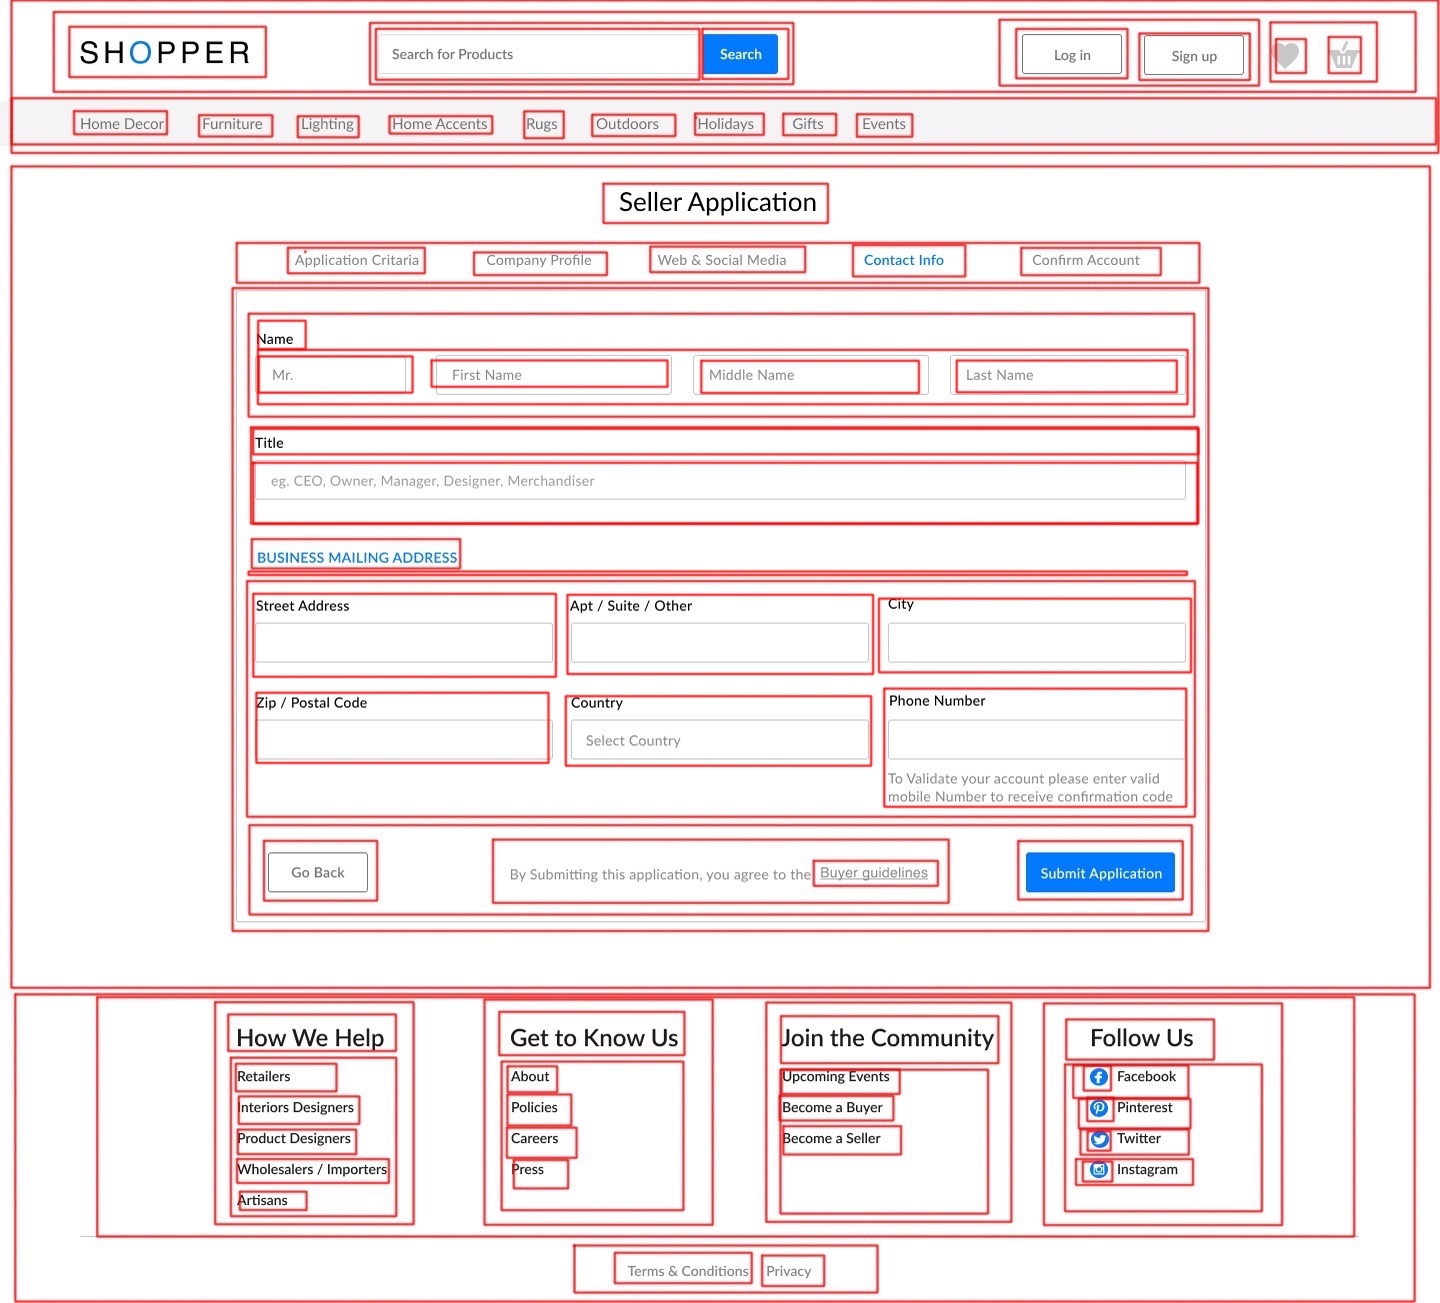 SHOPPER
Search for Products
Search
Log in
Sign up
Home Decor
Furniture
Lighting
Home Accents
Rugs
Outdoors
Holidays
Gifts
Events
Seller Application
Application Critaria
Company Profile
Web & Social Media
Contact Info
Confirm Account
Name
Mr.
First Name
Middle Name
Last Name
Title
eg. CEO, Owner, Manager, Designer, Merchandiser
BUSINESS MAILING ADDRESS
Street Address
Apt / Suite / Other
City
Zip / Postal Code
Country
Phone Number
Select Country
To Validate your account please enter valid
mobile Number to receive confirmation code
Go Back
By Submitting this application, you agree to the Buyer guidelines
Submit Application
How We Help
Retailers
Interiors Designers
Product Designers
Wholesalers / Importers
Artisans
Get to Know Us
About
Policies
Careers
Press
Join the Community
Upcoming Events
Become a Buyer
Become a Seller
Follow Us
Facebook
Pinterest
Twitter
Instagram
Terms & Conditions
Privacy